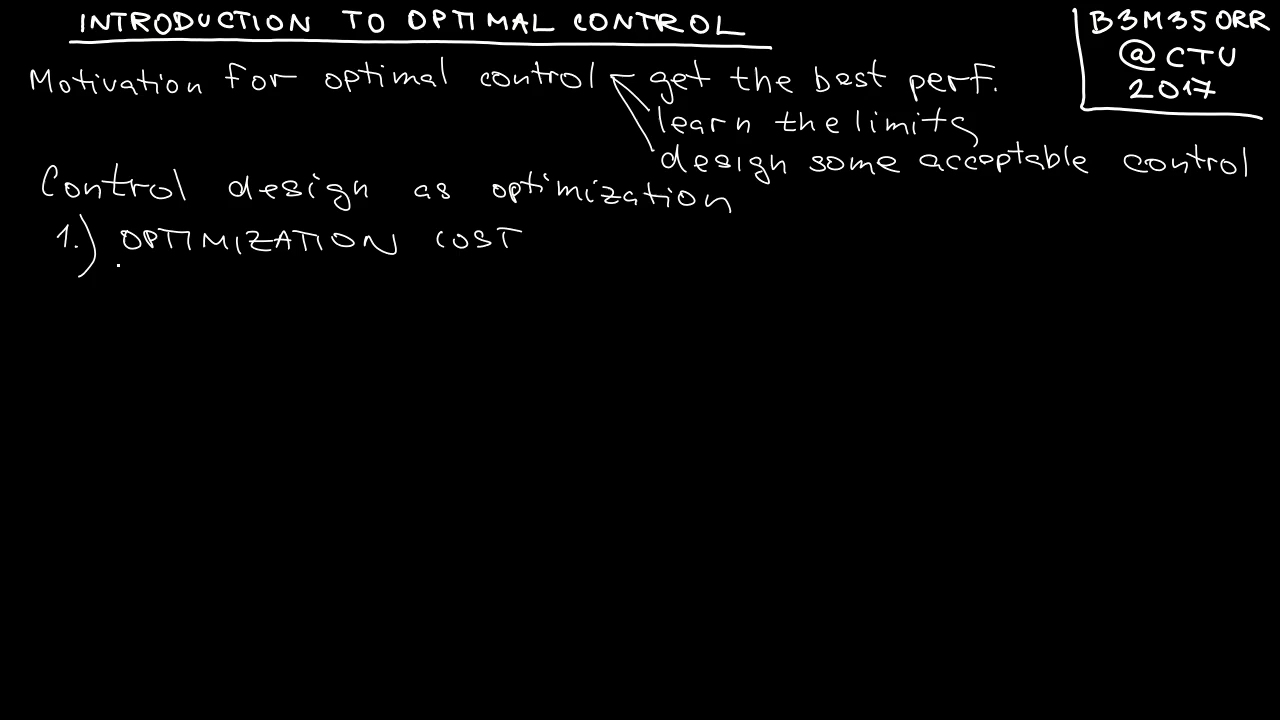 INTRODUCTION TO OPTIMAL CONTROL
B3M35ORR
@CTU
2017
Motivation for optimal control
get the best perf.
learn the limits
design some acceptable control
Control design as optimization
1.) OPTIMIZATION COST